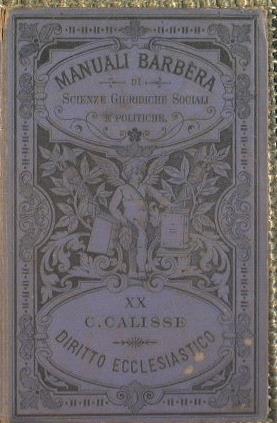 MANUALI BARBÈRA
DI
SCIENZE GIURIDICHE SOCIALI
E POLITICHE.
XX
C. CALISSE
DIRITTO ECCLESIASTICO